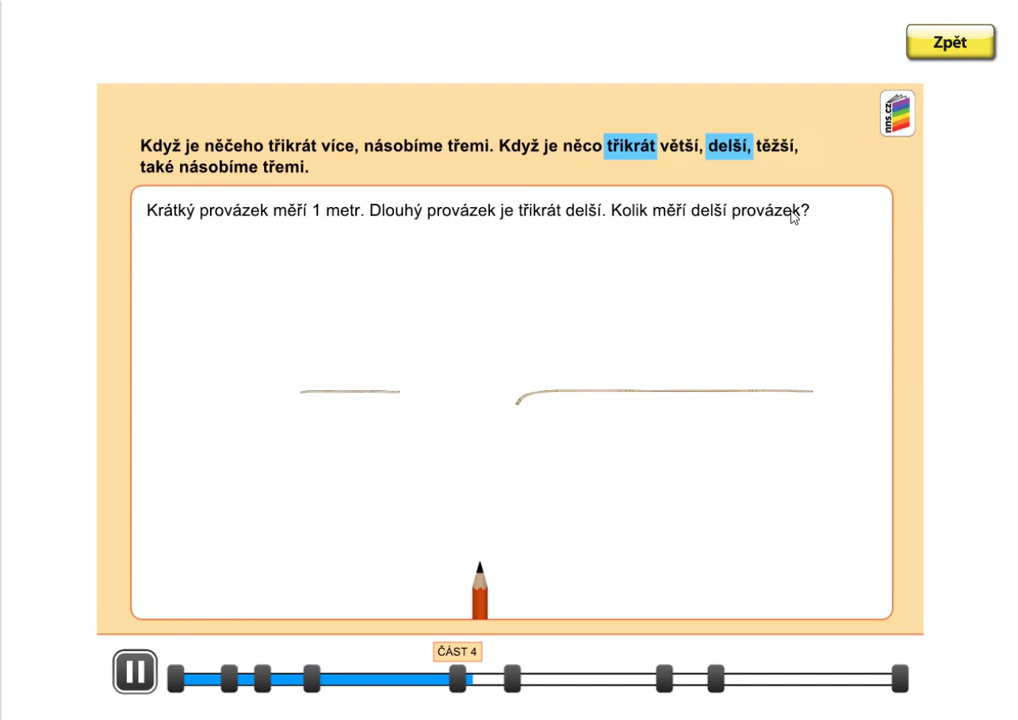 Zpět
nns.cz
Když je něčeho třikrát více, násobíme třemi. Když je něco třikrát větší, delší, těžší,
také násobíme třemi.
Krátký provázek měří 1 metr. Dlouhý provázek je třikrát delší. Kolik měří delší provázek?
ČÁST 4